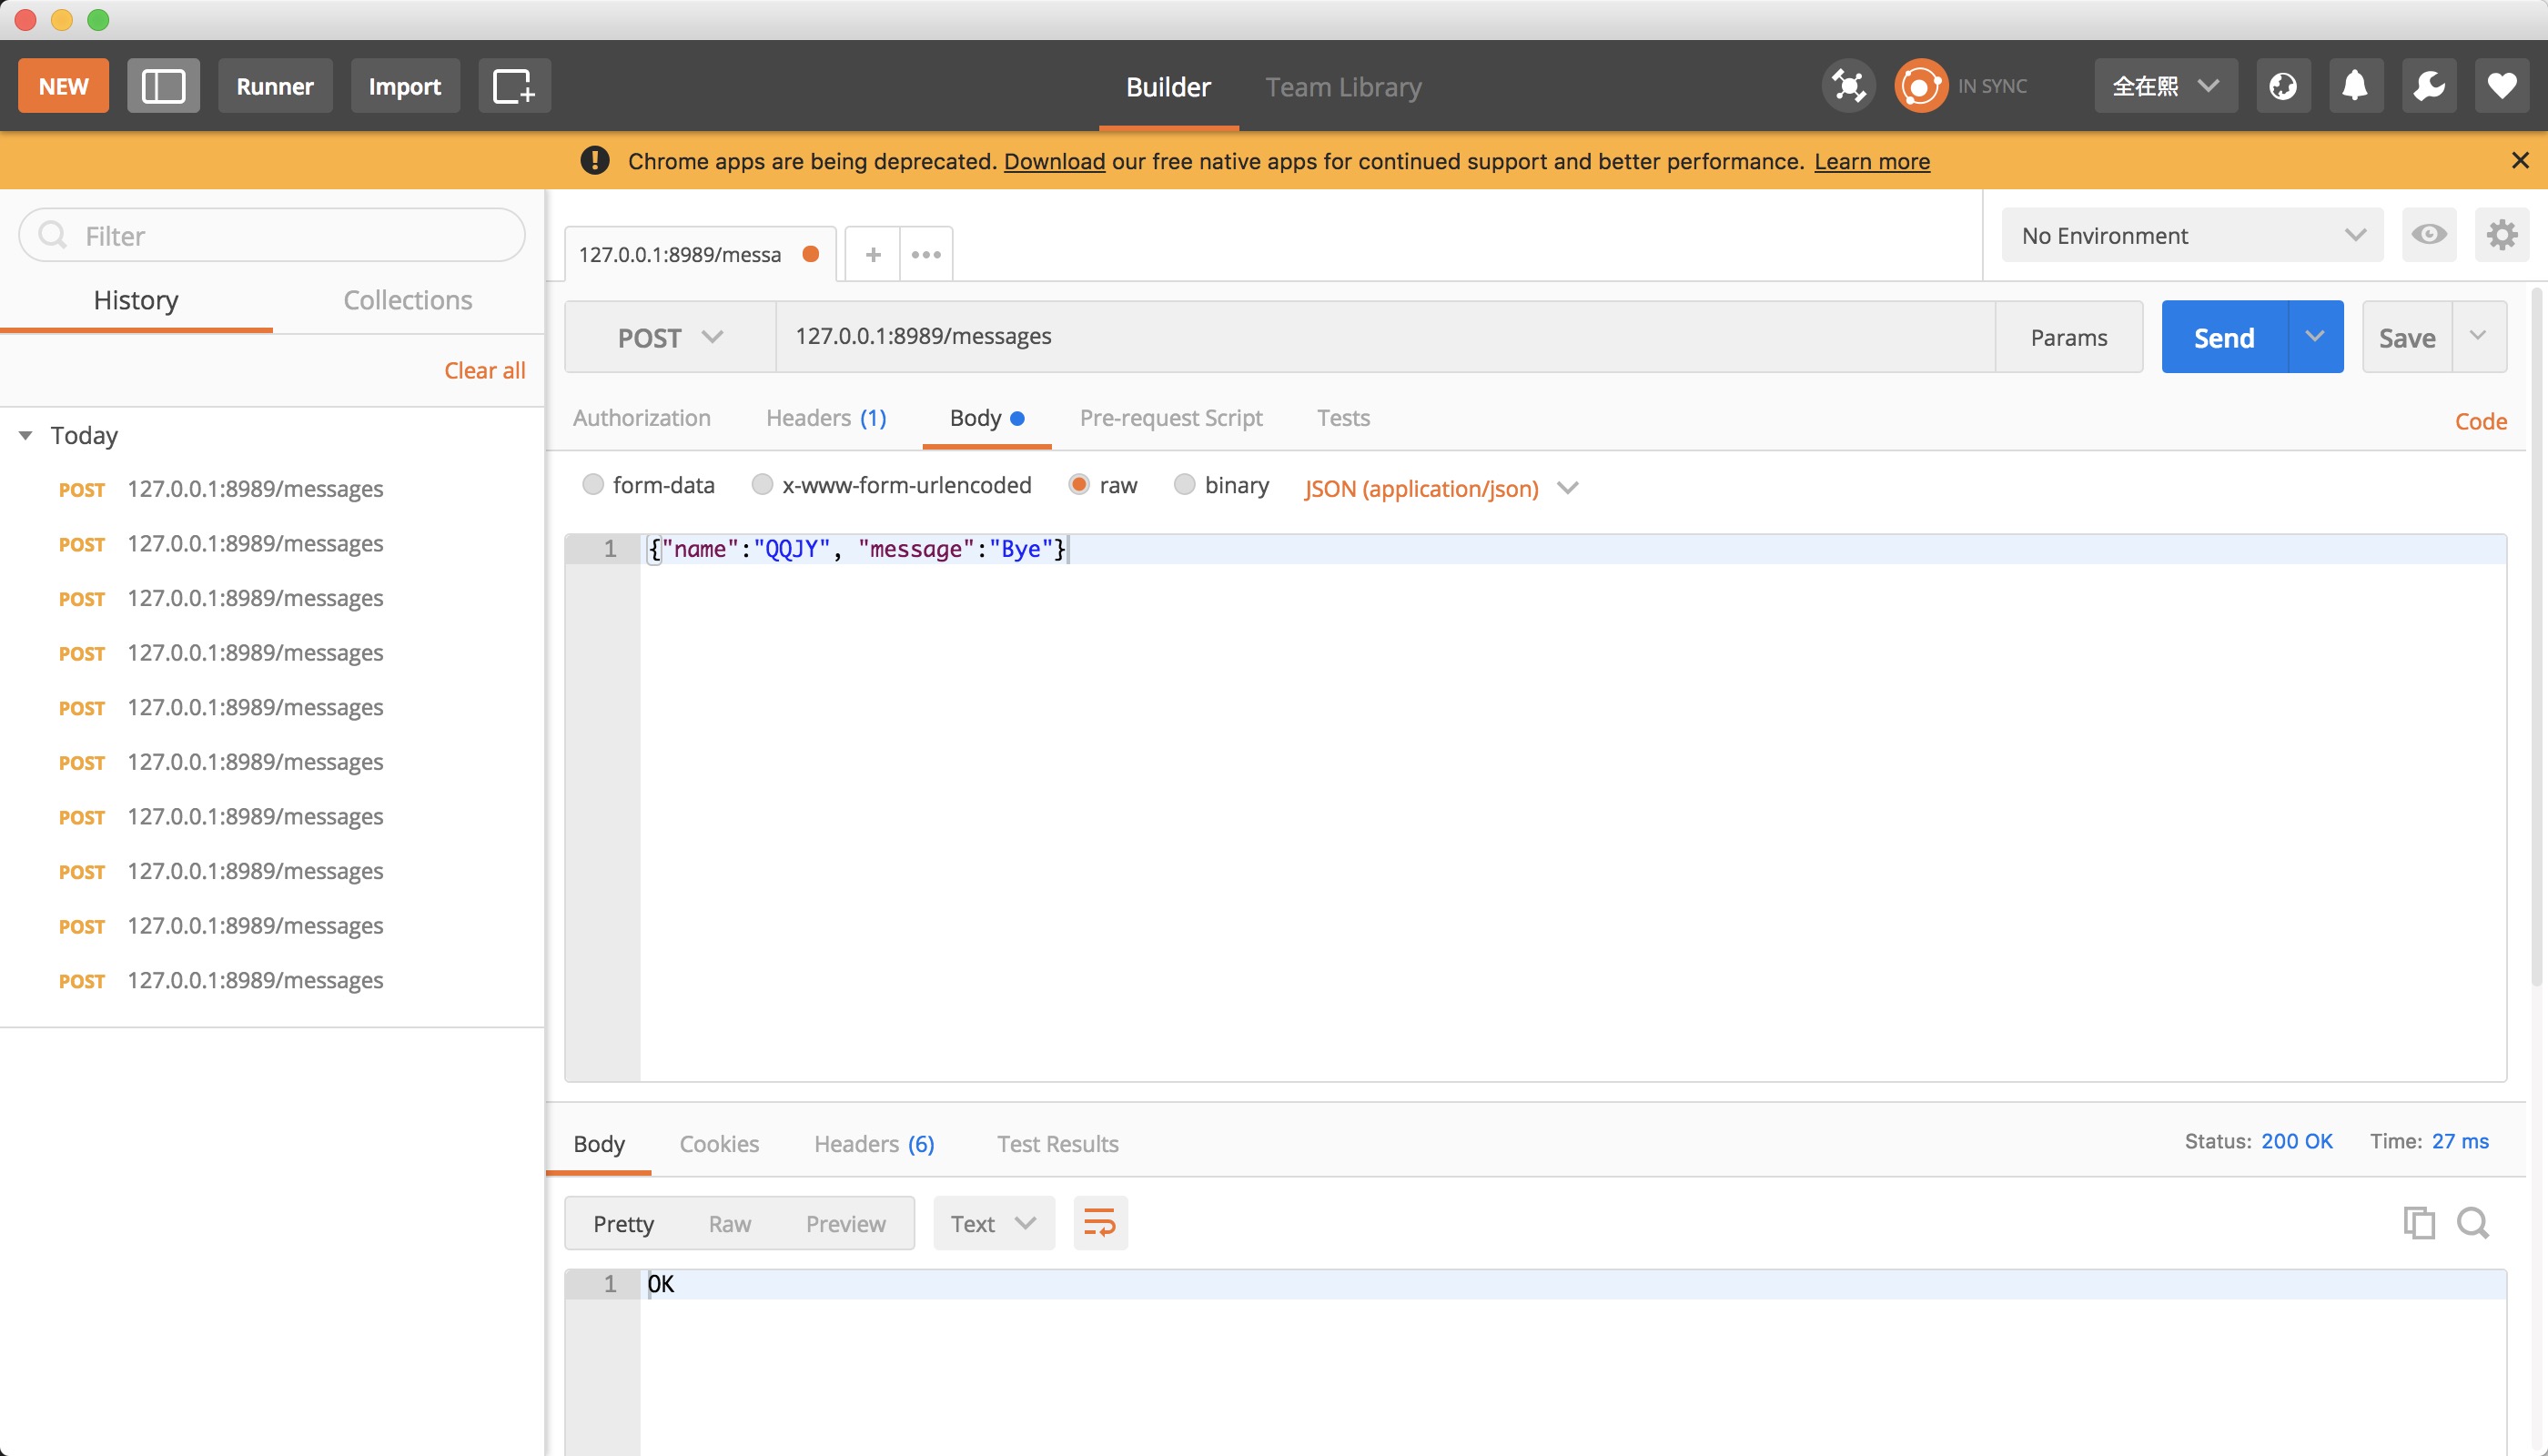 NEW Runner Import Builder Team Library IN SYNC 全在熙
Chrome apps are being deprecated. Download our free native apps for continued support and better performance. Learn more
Filter
History Collections
Clear all
Today
POST 127.0.0.1:8989/messages
POST 127.0.0.1:8989/messages
POST 127.0.0.1:8989/messages
POST 127.0.0.1:8989/messages
POST 127.0.0.1:8989/messages
POST 127.0.0.1:8989/messages
POST 127.0.0.1:8989/messages
POST 127.0.0.1:8989/messages
POST 127.0.0.1:8989/messages
POST 127.0.0.1:8989/messages
127.0.0.1:8989/messa + ••• No Environment
POST 127.0.0.1:8989/messages Params Send Save
Authorization Headers (1) Body Pre-request Script Tests Code
form-data x-www-form-urlencoded raw binary JSON (application/json)
1 {"name":"QQJY", "message":"Bye"}
Body Cookies Headers (6) Test Results Status: 200 OK Time: 27 ms
Pretty Raw Preview Text
1 OK